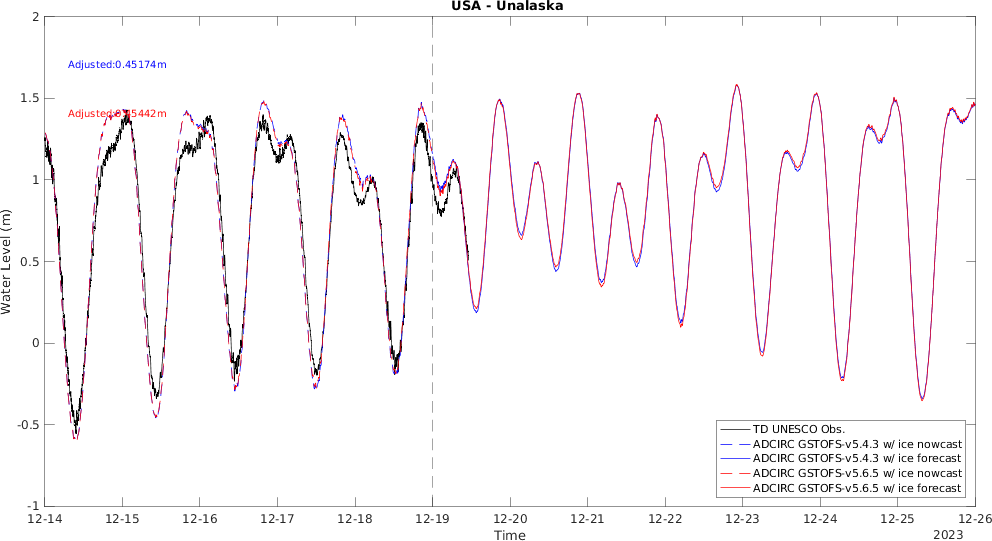 USA - Unalaska
Adjusted:0.45174m
Adjusted:0.45442m
Water Level (m)
2
1.5
1
0.5
0
-0.5
-1
TD UNESCO Obs.
ADCIRC GSTOFS-v5.4.3 w/ ice nowcast
ADCIRC GSTOFS-v5.4.3 w/ ice forecast
ADCIRC GSTOFS-v5.6.5 w/ ice nowcast
ADCIRC GSTOFS-v5.6.5 w/ ice forecast
12-14 12-15 12-16 12-17 12-18 12-19 12-20 12-21 12-22 12-23 12-24 12-25 12-26
Time
2023